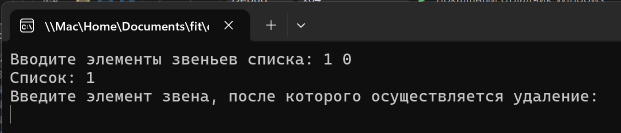 \\Mac\Home\Documents\fit\
Вводите элементы звеньев списка: 1 0
Список: 1
Введите элемент звена, после которого осуществляется удаление: